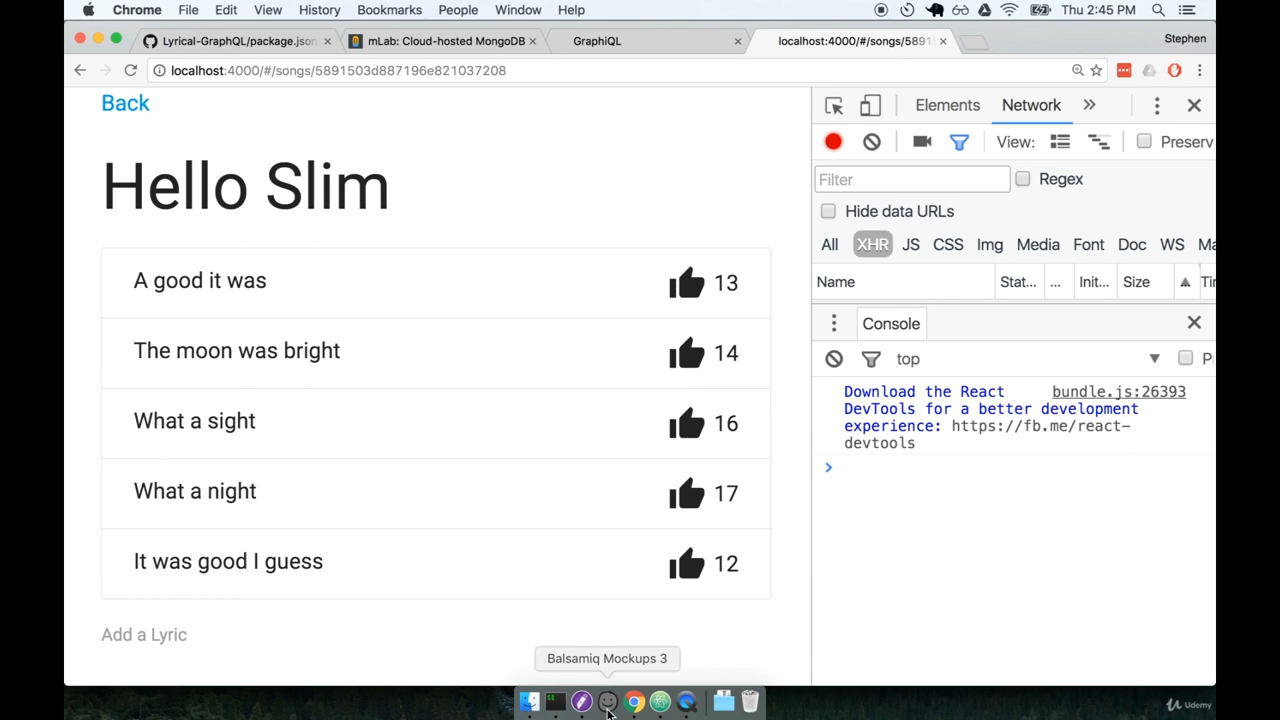 Chrome File Edit View History Bookmarks People Window Help Thu 2:45 PM
Lyrical-GraphQL/package.json mLab: Cloud-hosted MongoDB GraphiQL localhost:4000/#/songs/5891 Stephen
localhost:4000/#/songs/5891503d887196e821037208
Back
Hello Slim
A good it was 13
The moon was bright 14
What a sight 16
What a night 17
It was good I guess 12
Add a Lyric
Elements Network
View: Preserv
Filter Regex
Hide data URLs
All XHR JS CSS Img Media Font Doc WS Ma
Name Stat... ... Init... Size Tir
Console
top P
Download the React bundle.js:26393
DevTools for a better development
experience: https://fb.me/react-
devtools
Balsamiq Mockups 3
Udemy